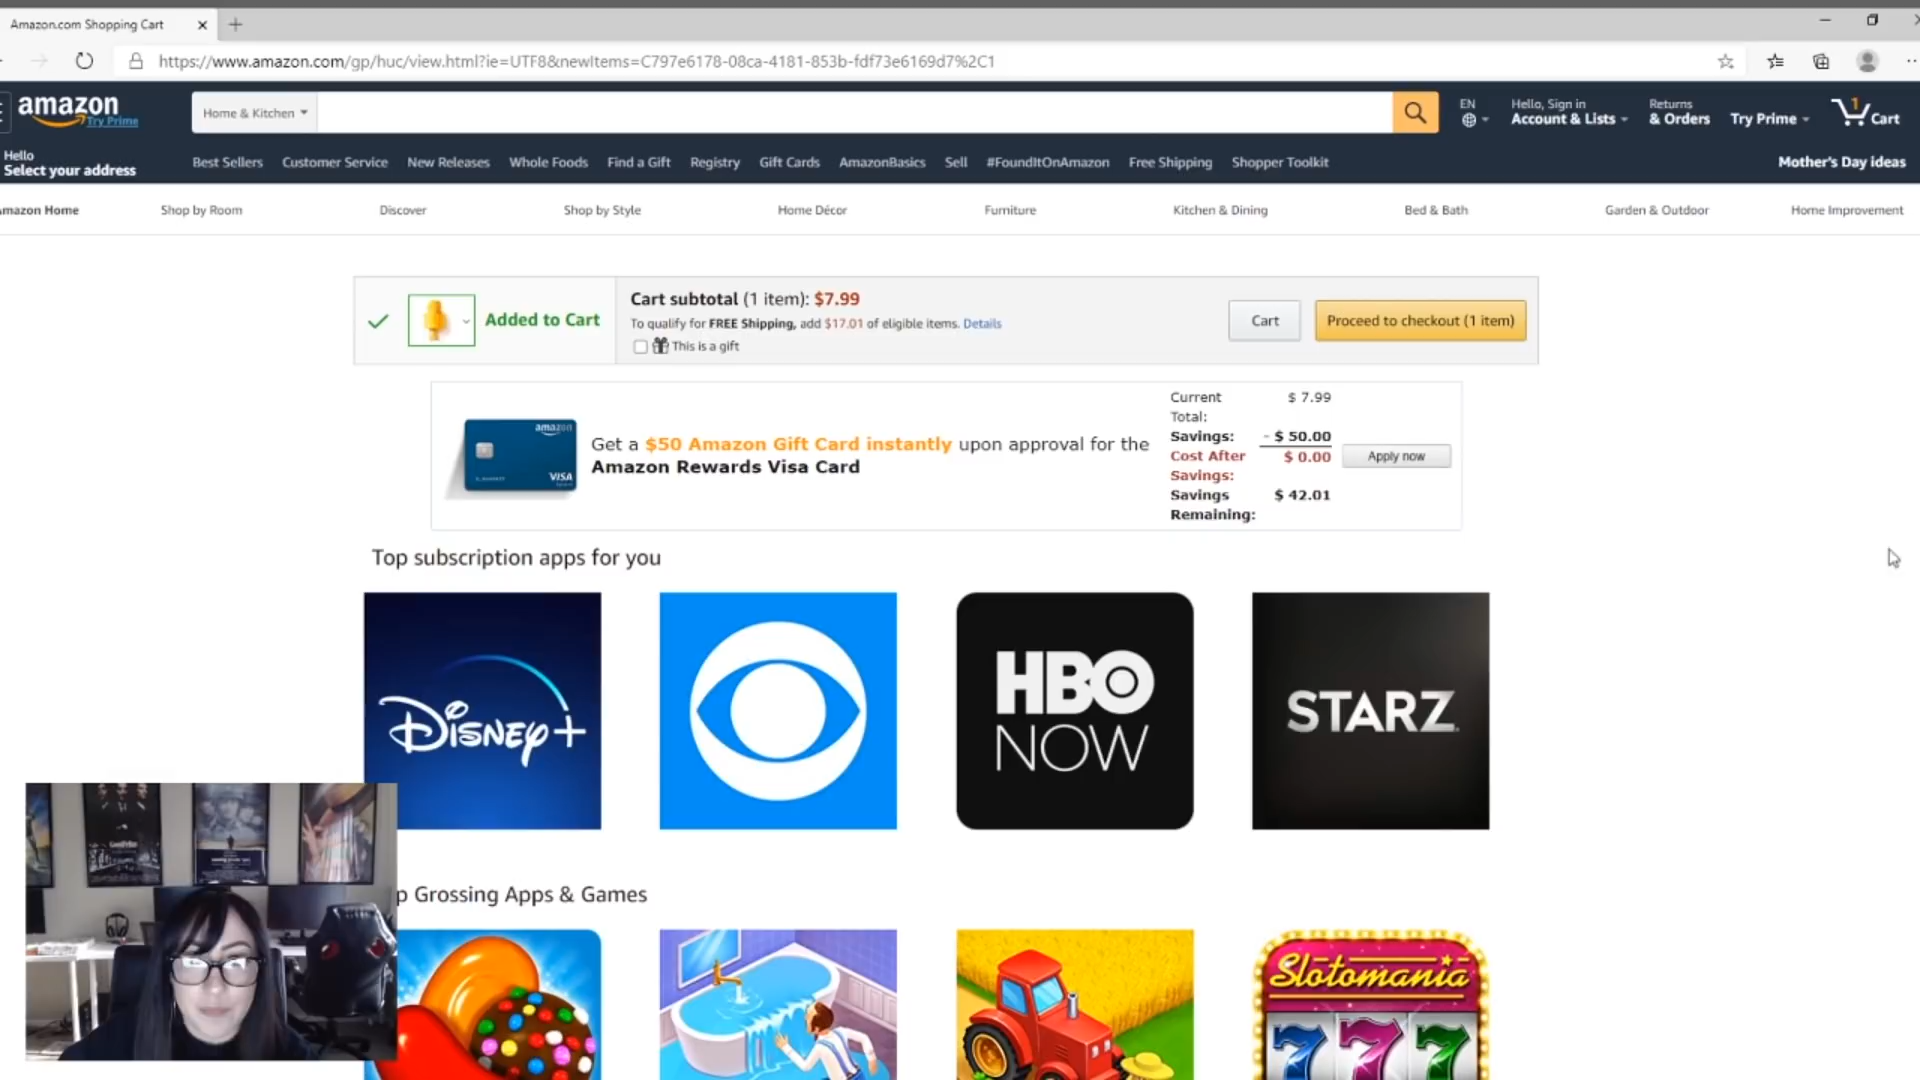 Amazon.com Shopping Cart
https://www.amazon.com/gp/huc/view.html?ie=UTF8&newItems=C797e6178-08ca-4181-853b-fdf73e6169d7%2C1
amazon
Try Prime
Home & Kitchen
EN
Hello, Sign in
Account & Lists
Returns
& Orders
Try Prime
1
Cart
Hello
Select your address
Best Sellers Customer Service New Releases Whole Foods Find a Gift Registry Gift Cards AmazonBasics Sell #FoundItOnAmazon Free Shipping Shopper Toolkit
Mother's Day ideas
mazon Home Shop by Room Discover Shop by Style Home Décor Furniture Kitchen & Dining Bed & Bath Garden & Outdoor Home Improvement
Added to Cart
Cart subtotal (1 item): $7.99
To qualify for FREE Shipping, add $17.01 of eligible items. Details
This is a gift
Cart
Proceed to checkout (1 item)
amazon
VISA
Get a $50 Amazon Gift Card instantly upon approval for the
Amazon Rewards Visa Card
Current Total: $ 7.99
Savings: - $ 50.00
Cost After Savings: $ 0.00
Savings Remaining: $ 42.01
Apply now
Top subscription apps for you
Disney+
HBO
NOW
STARZ
p Grossing Apps & Games
Slotomania
777